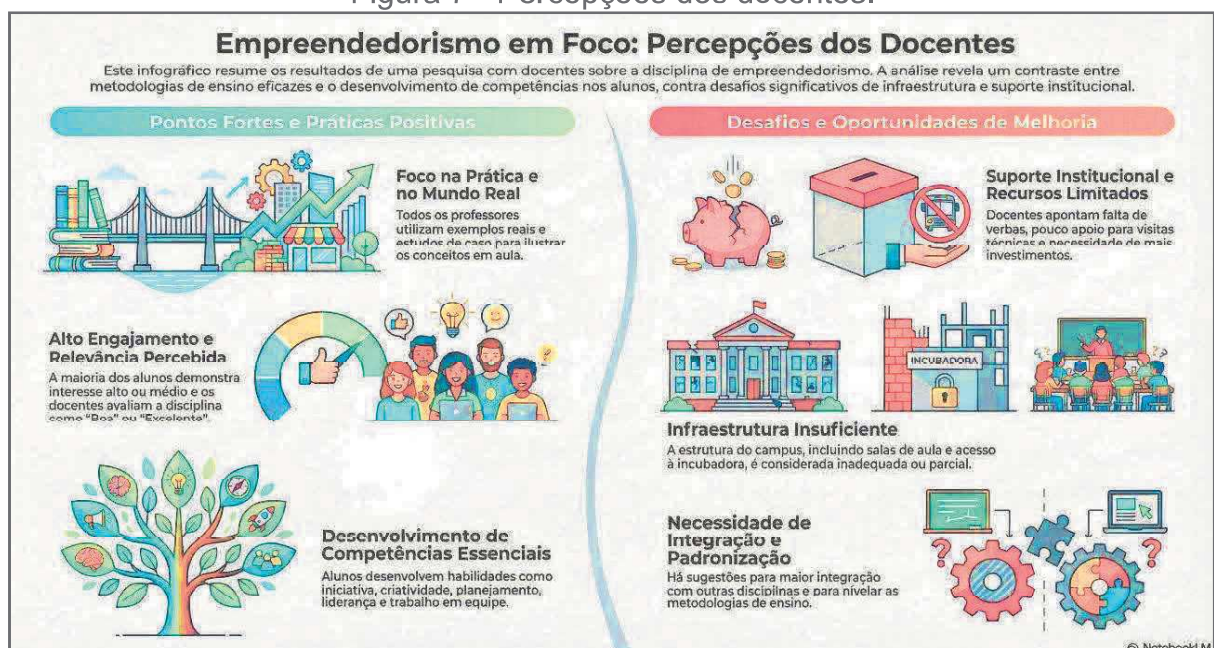 Figura 7 - Percepções dos docentes.
Empreendedorismo em Foco: Percepções dos Docentes
Este infográfico resume os resultados de uma pesquisa com docentes sobre a disciplina de empreendedorismo. A análise revela um contraste entre
metodologias de ensino eficazes e o desenvolvimento de competências nos alunos, contra desafios significativos de infraestrutura e suporte institucional.
Pontos Fortes e Práticas Positivas
Foco na Prática e
no Mundo Real
Todos os professores
utilizam exemplos reais e
estudos de caso para ilustrar
os conceitos em aula.
Alto Engajamento e
Relevância Percebida
A maioria dos alunos demonstra
interesse alto ou médio e os
docentes avaliam a disciplina
como "Boa" ou "Excelente".
Desenvolvimento de
Competências Essenciais
Alunos desenvolvem habilidades como
iniciativa, criatividade, planejamento,
liderança e trabalho em equipe.
Desafios e Oportunidades de Melhoria
Suporte Institucional e
Recursos Limitados
Docentes apontam falta de
verbas, pouco apoio para visitas
técnicas e necessidade de mais
investimentos.
INCUBADORA
Infraestrutura Insuficiente
A estrutura do campus, incluindo salas de aula e acesso
à incubadora, é considerada inadequada ou parcial.
Necessidade de
Integração e
Padronização
Há sugestões para maior integração
com outras disciplinas e para nivelar as
metodologias de ensino.
? ?
NotebookLM